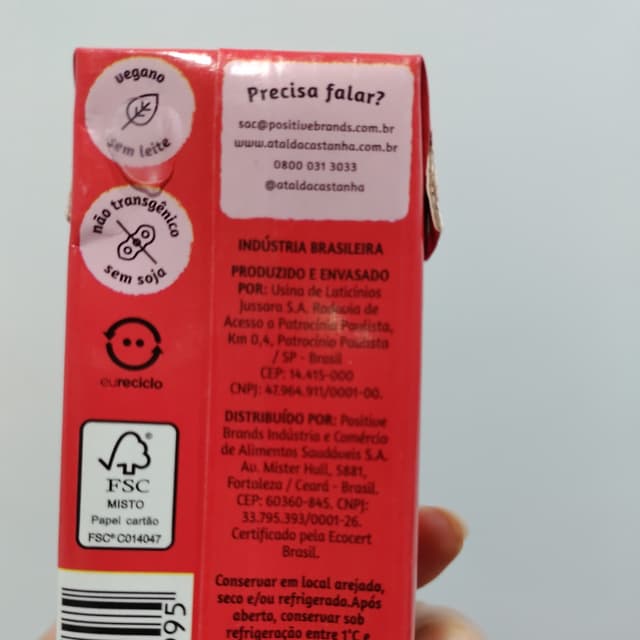 vegano
sem leite
não transgênico
sem soja
eureciclo
FSC
MISTO
Papel cartão
FSC® C014047
995
Precisa falar?
sac@positivebrands.com.br
www.ataldacastanha.com.br
0800 031 3033
@ataldacastanha
INDÚSTRIA BRASILEIRA
PRODUZIDO E ENVASADO
POR: Usina de Laticínios
Jussara S.A. Rodovia de
Acesso a Patrocínio Paulista,
Km 0,4, Patrocínio Paulista
/ SP - Brasil
CEP: 14.415-000
CNPJ: 47.964.911/0001-00.
DISTRIBUÍDO POR: Positive
Brands Indústria e Comércio
de Alimentos Saudáveis S.A.
Av. Mister Hull, 5881,
Fortaleza / Ceará - Brasil.
CEP: 60360-845, CNPJ:
33.795.393/0001-26.
Certificado pela Ecocert
Brasil.
Conservar em local arejado,
seco e/ou refrigerado.Após
aberto, conservar sob
refrigeração entre 1°C e